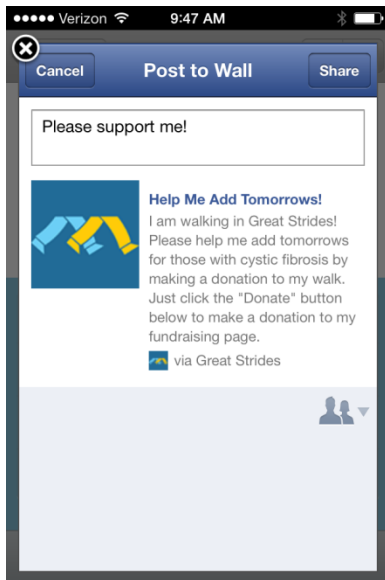 Verizon 9:47 AM
Cancel Post to Wall Share
Please support me!
Help Me Add Tomorrows!
I am walking in Great Strides!
Please help me add tomorrows
for those with cystic fibrosis by
making a donation to my walk.
Just click the "Donate" button
below to make a donation to my
fundraising page.
via Great Strides